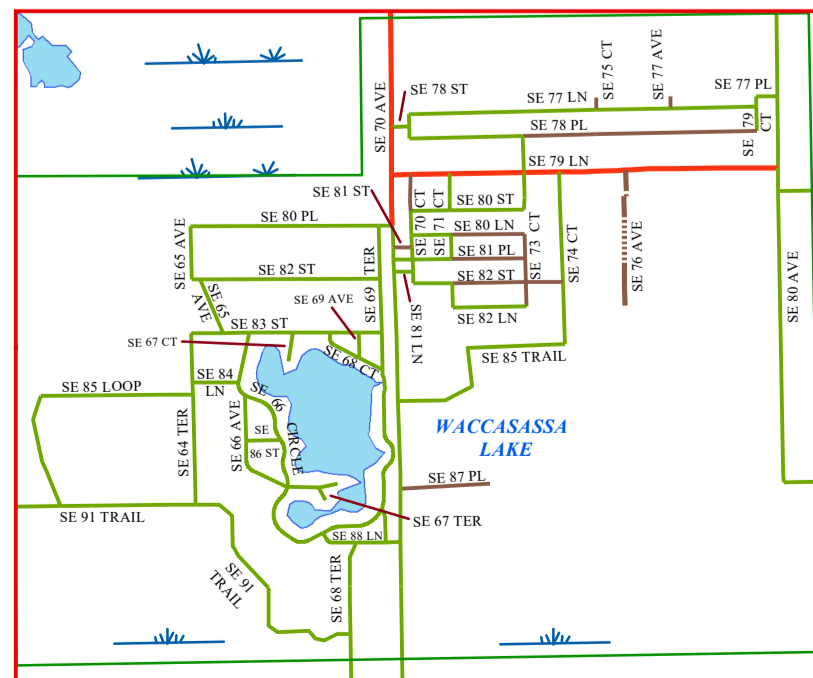 SE 78 ST
SE 70 AVE
SE 77 LN
SE 75 CT
SE 77 AVE
SE 77 PL
SE 78 PL
SE 79
CT
SE 79 LN
SE 81 ST
SE 70 CT
SE 71 CT
SE 80 ST
SE 80 PL
SE 80 LN
SE 65 AVE
SE 69 TER
SE 81 PL
SE 73 CT
SE 74 CT
SE 76 AVE
SE 80 AVE
SE 82 ST
SE 82 ST
SE 65
AVE
SE 69 AVE
SE 81 LN
SE 82 LN
SE 83 ST
SE 67 CT
SE 68 CT
SE 85 TRAIL
SE 84
LN
SE 85 LOOP
SE 66 CIRCLE
SE 64 TER
SE 66 AVE
SE
86 ST
WACCASASSA
LAKE
SE 87 PL
SE 91 TRAIL
SE 67 TER
SE 88 LN
SE 91
TRAIL
SE 68 TER